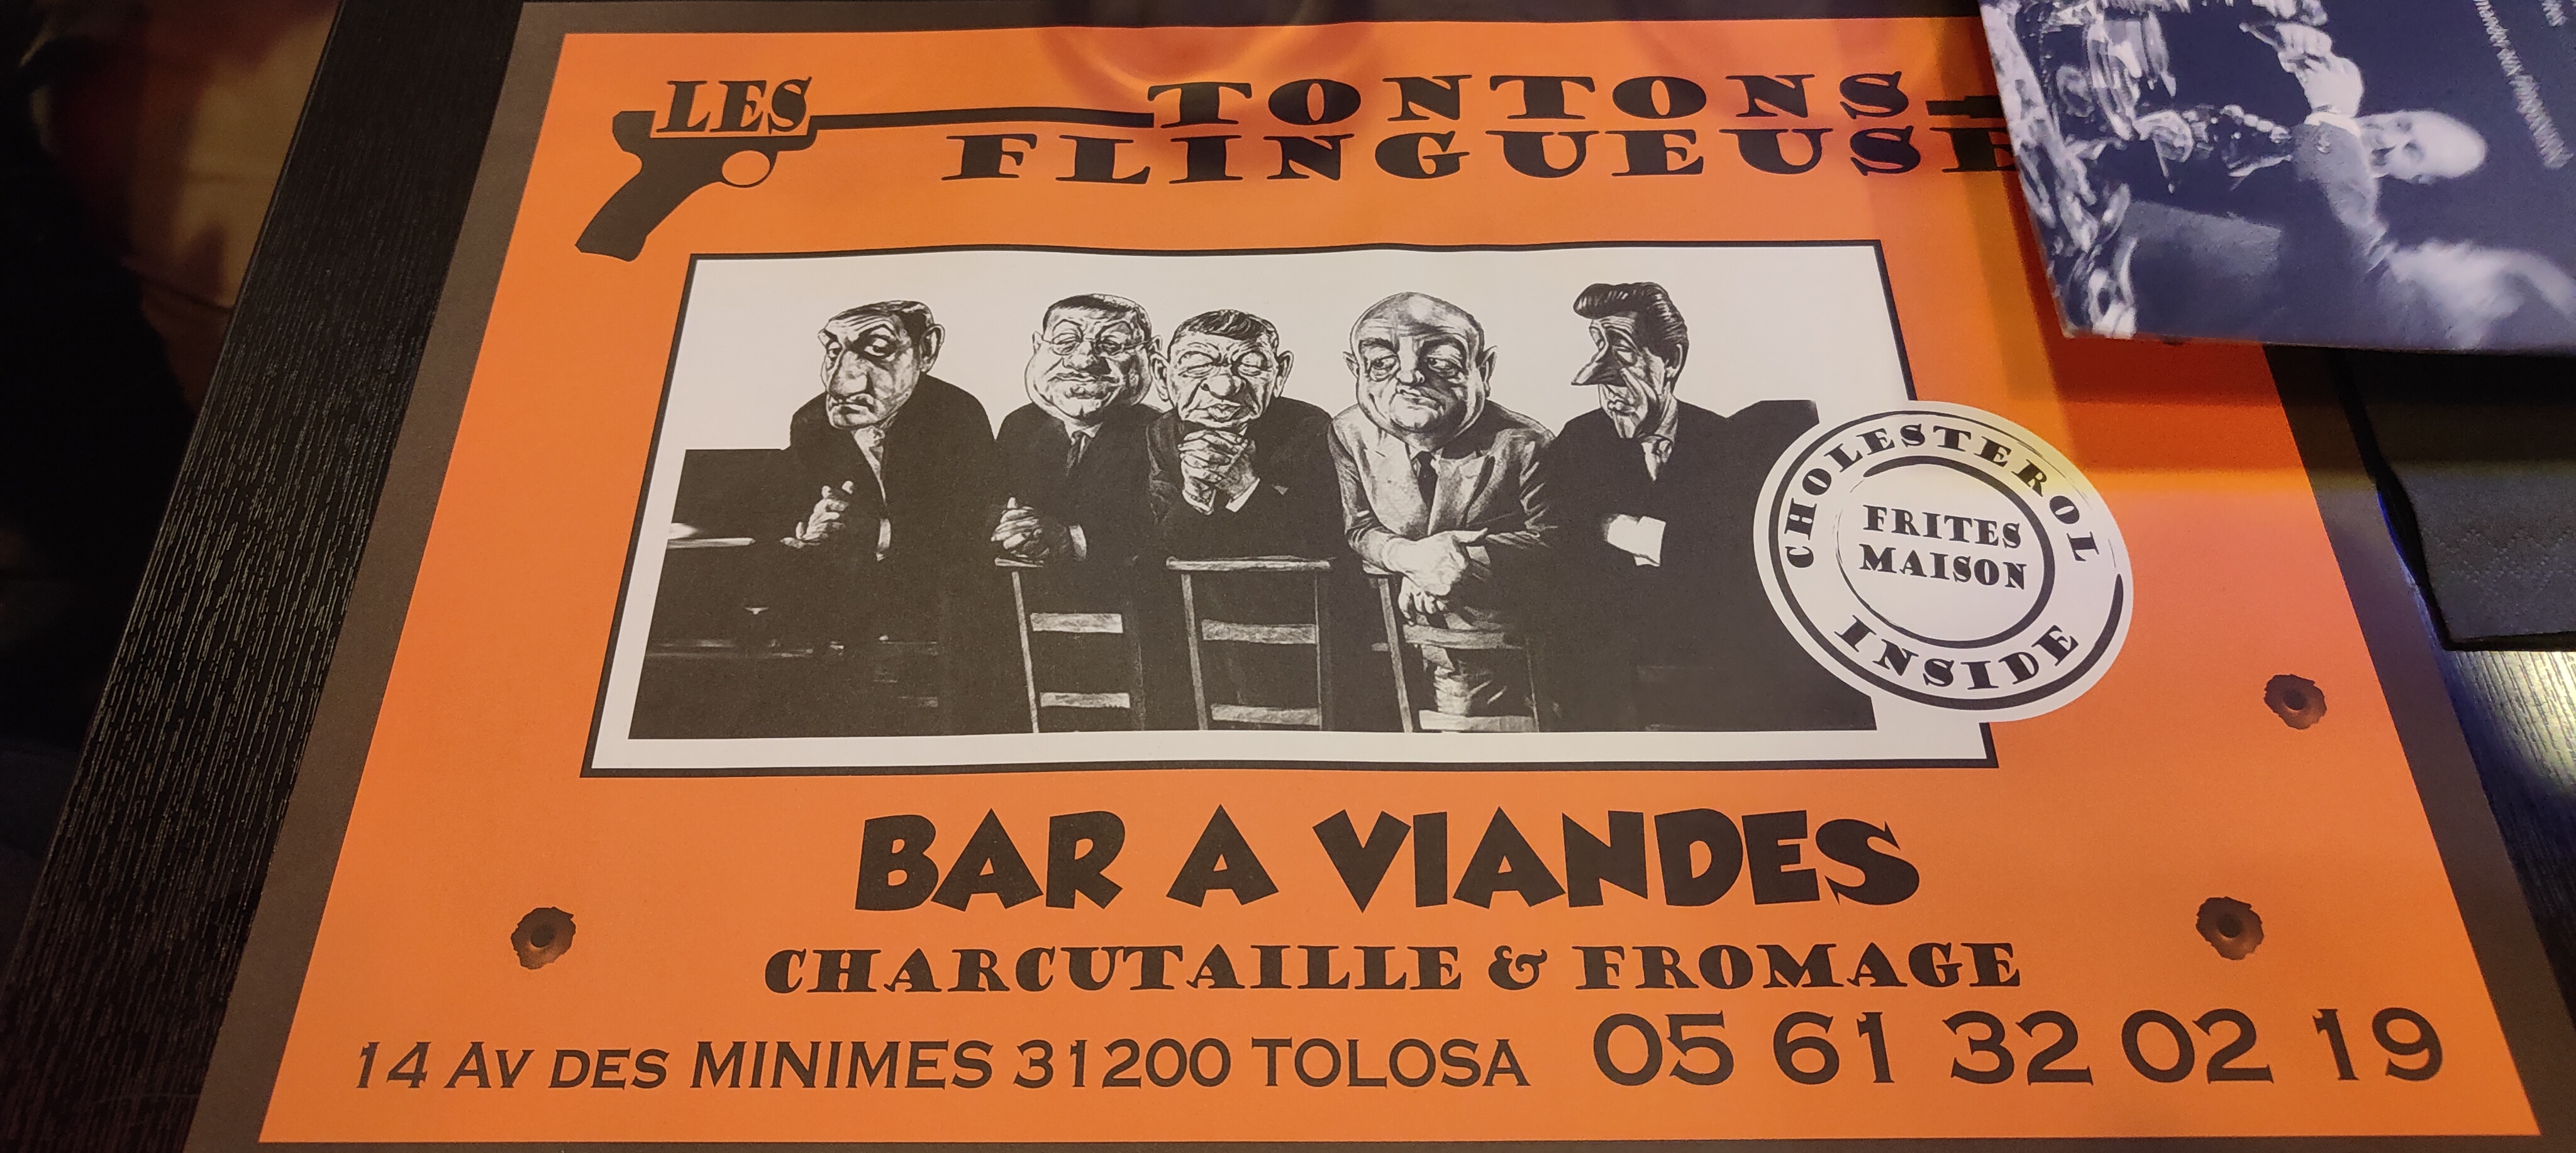 LES TONTONS
FLINGUEUSE
CHOLESTEROL
FRITES
MAISON
INSIDE
BAR A VIANDES
CHARCUTAILLE & FROMAGE
14 AV DES MINIMES 31200 TOLOSA 05 61 32 02 19